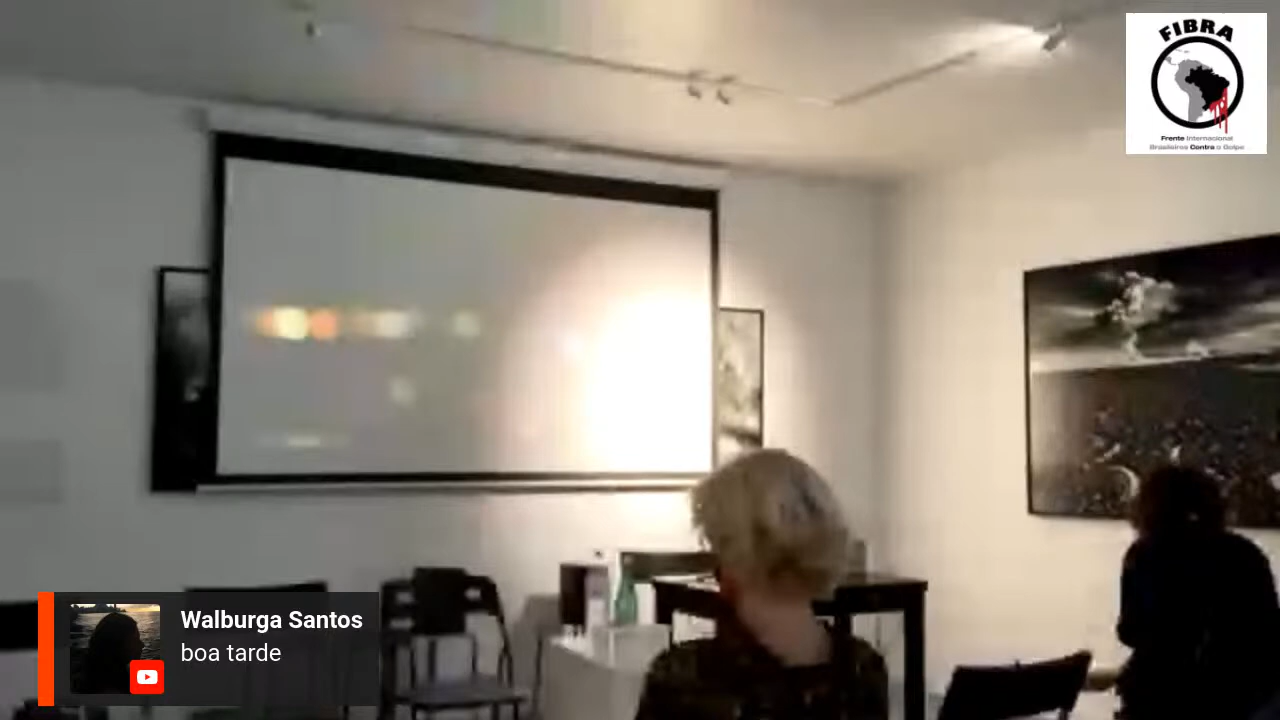 FIBRA
Frente Internacional
Brasileiros Contra o Golpe
Walburga Santos
boa tarde